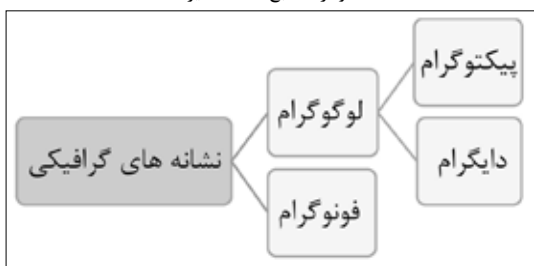 پیکتوگرام
لوگوگرام
دایگرام
نشانه های گرافیکی
فونوگرام